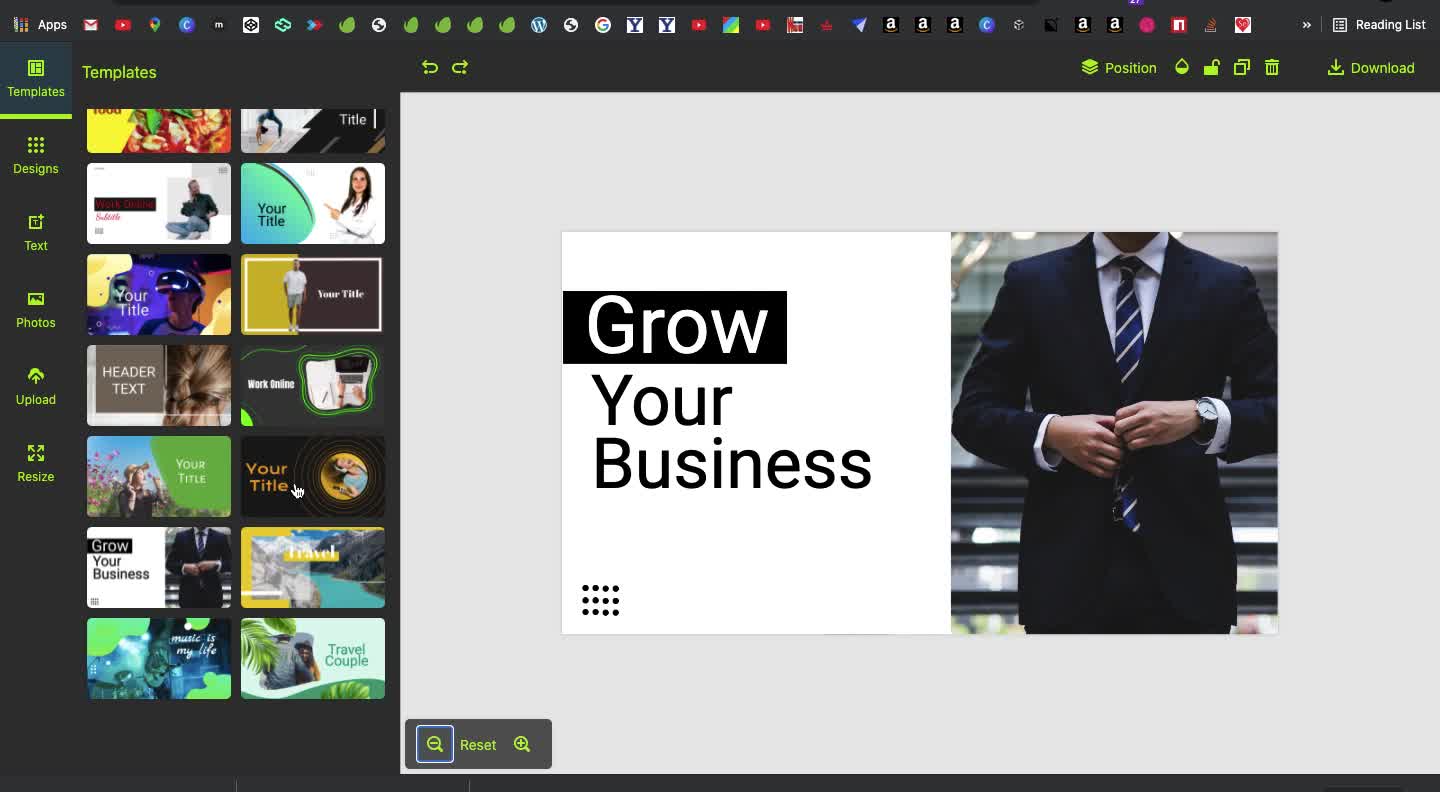 27
Apps
Reading List
Templates
Templates
Position
Download
food
Title
Designs
Work Online
Subtitle
Your
Title
Text
Your
Title
Your Title
Photos
HEADER
TEXT
Work Online
Upload
Your
Title
Your
Title
Resize
Grow
Your
Business
Travel
music is
my life
Travel
Couple
Grow
Your
Business
Reset